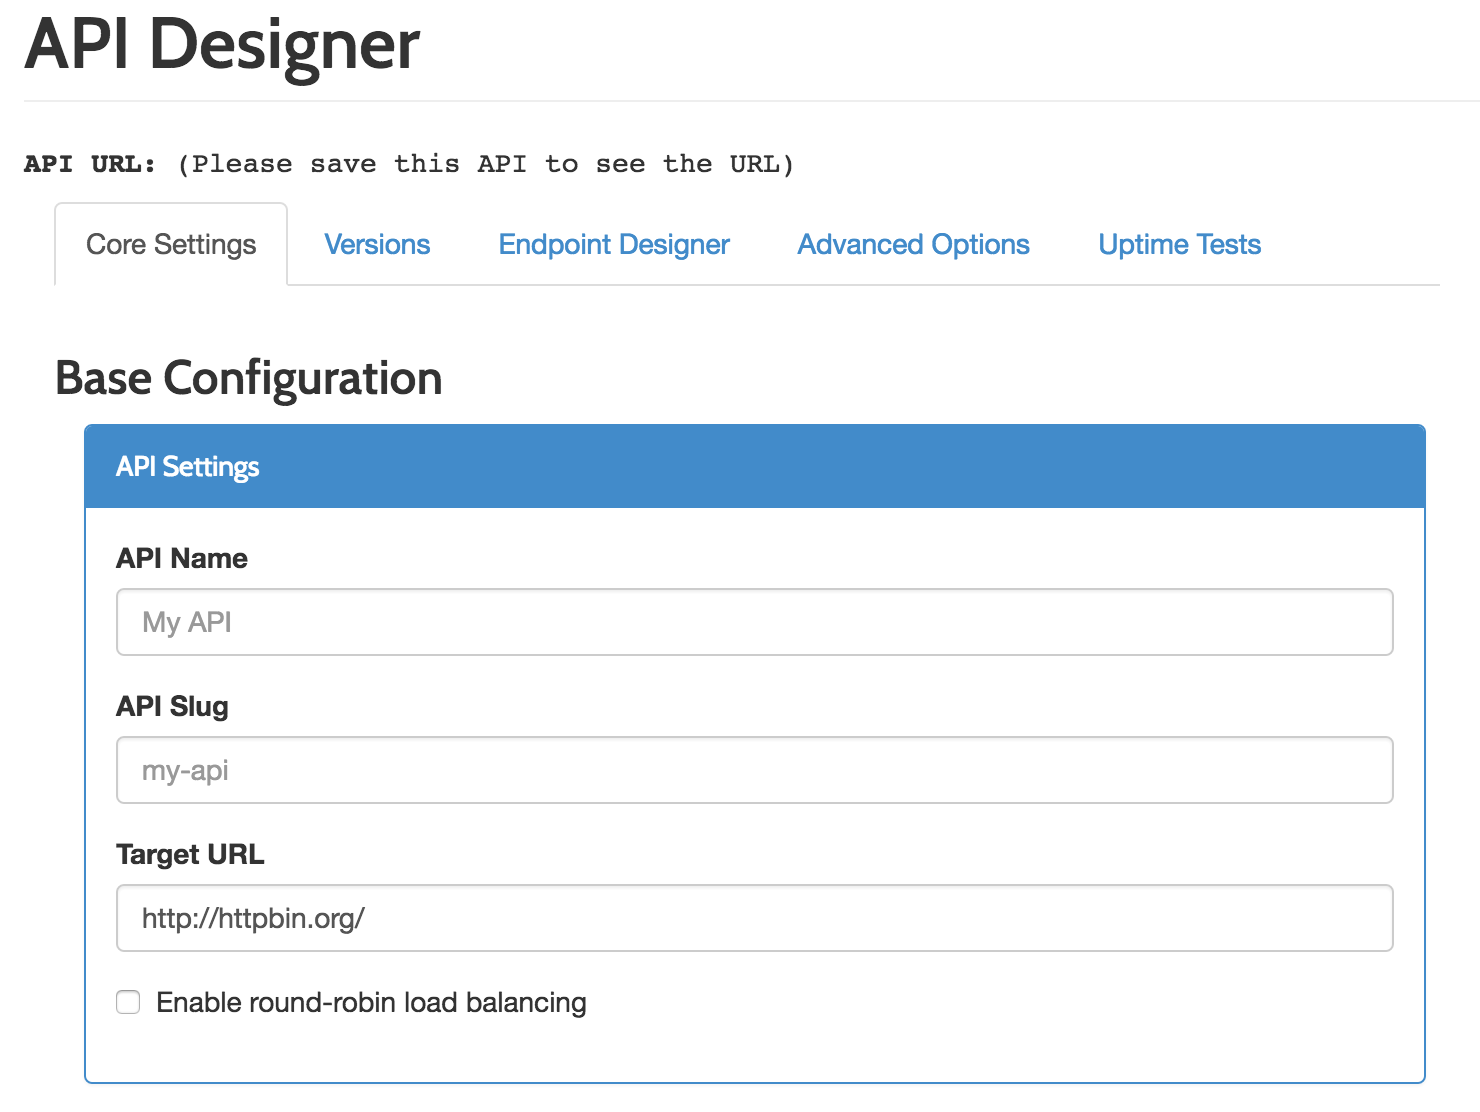 API Designer
API URL: (Please save this API to see the URL)
Core Settings Versions Endpoint Designer Advanced Options Uptime Tests
Base Configuration
API Settings
API Name
My API
API Slug
my-api
Target URL
http://httpbin.org/
Enable round-robin load balancing